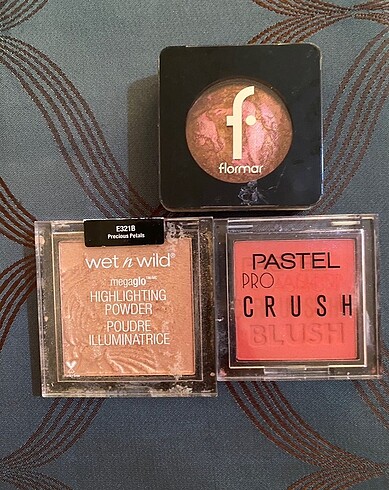 f
flormar
E321B
Precious Petals
wet n wild
megaglo
HIGHLIGHTING
POWDER
POUDRE
ILLUMINATRICE
PASTEL
PRO
CRUSH
BLUSH